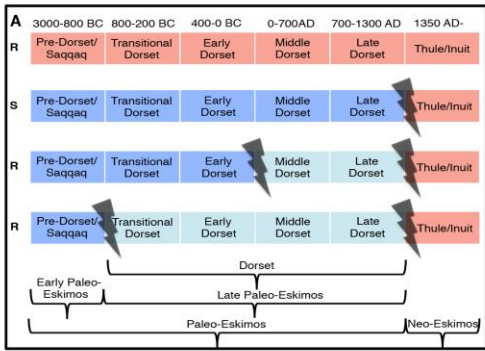 A 3000-800 BC 800-200 BC 400-0 BC 0-700AD 700-1300 AD 1350 AD-
R Pre-Dorset/ Saqqaq Transitional Dorset Early Dorset Middle Dorset Late Dorset Thule/Inuit
S Pre-Dorset/ Saqqaq Transitional Dorset Early Dorset Middle Dorset Late Dorset Thule/Inuit
R Pre-Dorset/ Saqqaq Transitional Dorset Early Dorset Middle Dorset Late Dorset Thule/Inuit
R Pre-Dorset/ Saqqaq Transitional Dorset Early Dorset Middle Dorset Late Dorset Thule/Inuit
Dorset
Early Paleo-
Eskimos
Late Paleo-Eskimos
Paleo-Eskimos Neo-Eskimos